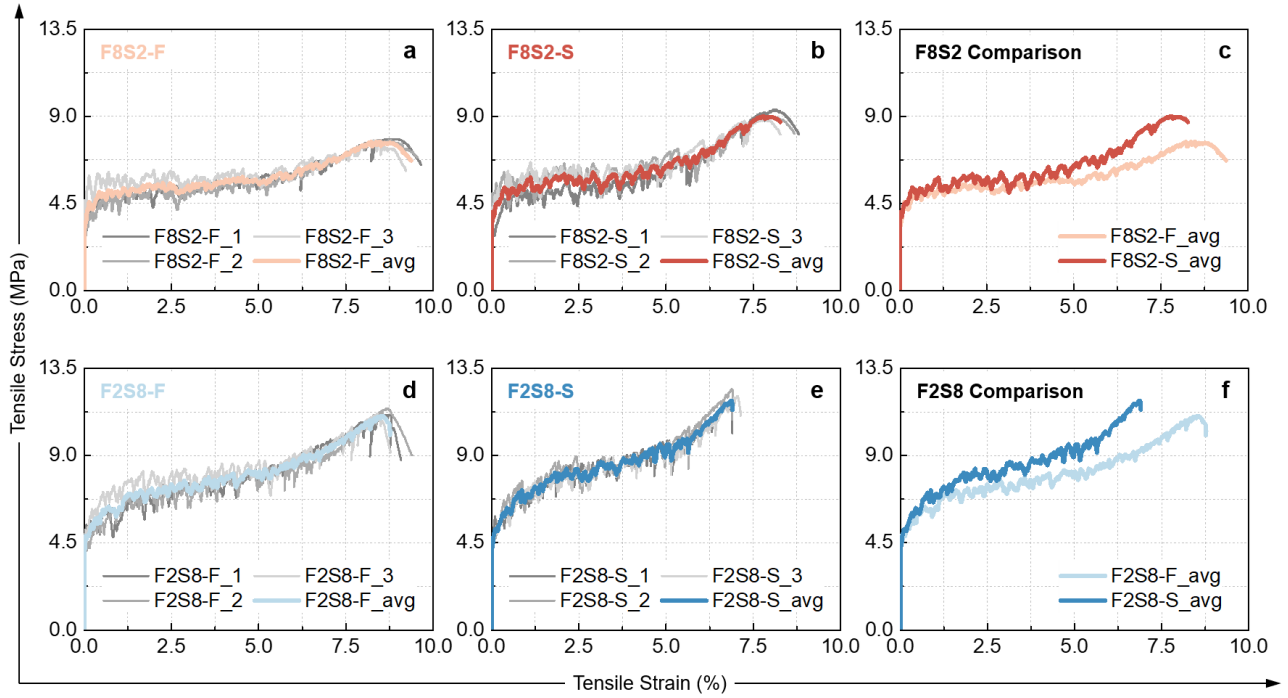 Tensile Stress (MPa)
13.5
9.0
4.5
0.0
F8S2-F
a
F8S2-F_1
F8S2-F_3
F8S2-F_2
F8S2-F_avg
0.0 2.5 5.0 7.5 10.0
13.5
9.0
4.5
0.0
F8S2-S
b
F8S2-S_1
F8S2-S_3
F8S2-S_2
F8S2-S_avg
0.0 2.5 5.0 7.5 10.0
13.5
9.0
4.5
0.0
F8S2 Comparison
c
F8S2-F_avg
F8S2-S_avg
0.0 2.5 5.0 7.5 10.0
13.5
9.0
4.5
0.0
F2S8-F
d
F2S8-F_1
F2S8-F_3
F2S8-F_2
F2S8-F_avg
0.0 2.5 5.0 7.5 10.0
13.5
9.0
4.5
0.0
F2S8-S
e
F2S8-S_1
F2S8-S_3
F2S8-S_2
F2S8-S_avg
0.0 2.5 5.0 7.5 10.0
13.5
9.0
4.5
0.0
F2S8 Comparison
f
F2S8-F_avg
F2S8-S_avg
0.0 2.5 5.0 7.5 10.0
Tensile Strain (%)